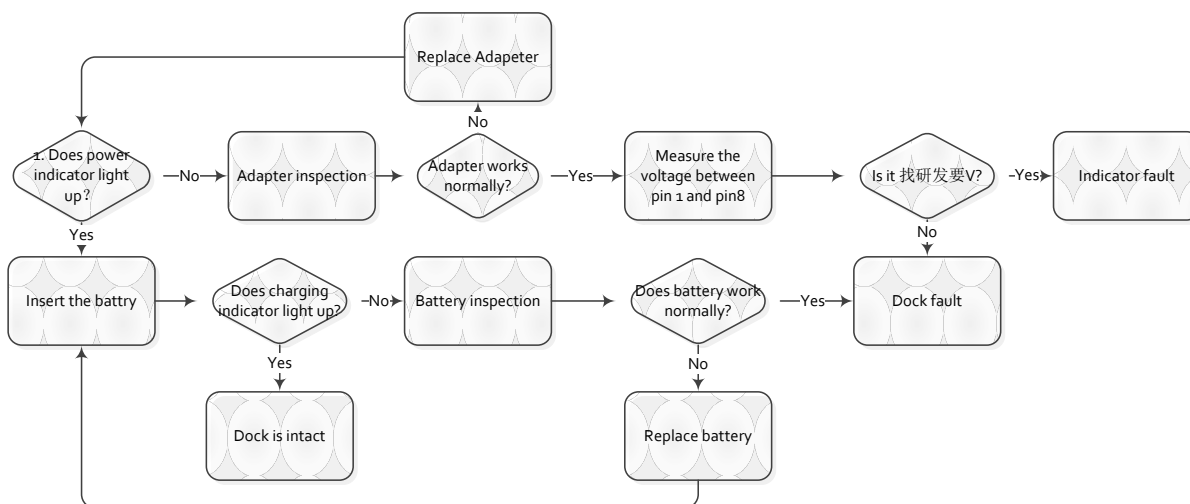 Replace Adapeter
No
1. Does power
indicator light
up？
No
Adapter inspection
Adapter works
normally?
Yes
Measure the
voltage between
pin 1 and pin8
Is it 找研发要V?
Yes
Indicator fault
Yes
No
Insert the battry
Does charging
indicator light up?
No
Battery inspection
Does battery work
normally?
Yes
Dock fault
Yes
No
Dock is intact
Replace battery